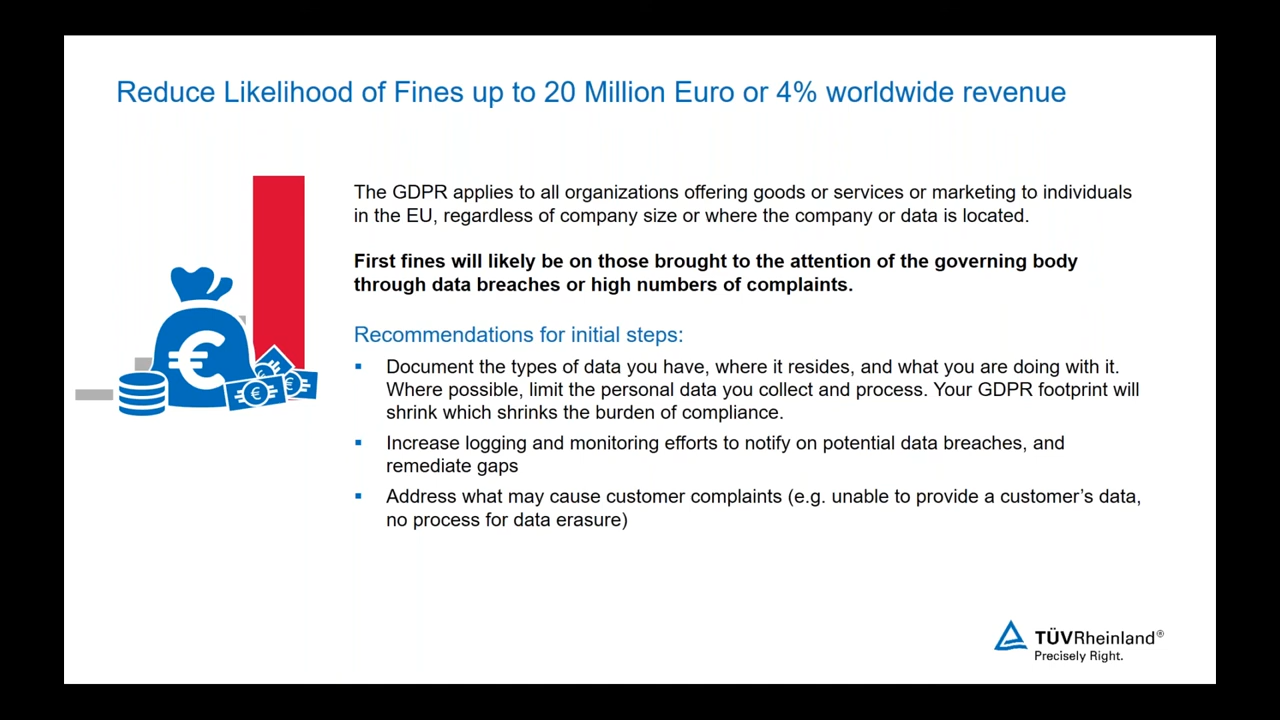 Reduce Likelihood of Fines up to 20 Million Euro or 4% worldwide revenue
The GDPR applies to all organizations offering goods or services or marketing to individuals
in the EU, regardless of company size or where the company or data is located.
First fines will likely be on those brought to the attention of the governing body
through data breaches or high numbers of complaints.
Recommendations for initial steps:
▪ Document the types of data you have, where it resides, and what you are doing with it.
Where possible, limit the personal data you collect and process. Your GDPR footprint will
shrink which shrinks the burden of compliance.
▪ Increase logging and monitoring efforts to notify on potential data breaches, and
remediate gaps
▪ Address what may cause customer complaints (e.g. unable to provide a customer’s data,
no process for data erasure)
TÜVRheinland®
Precisely Right.